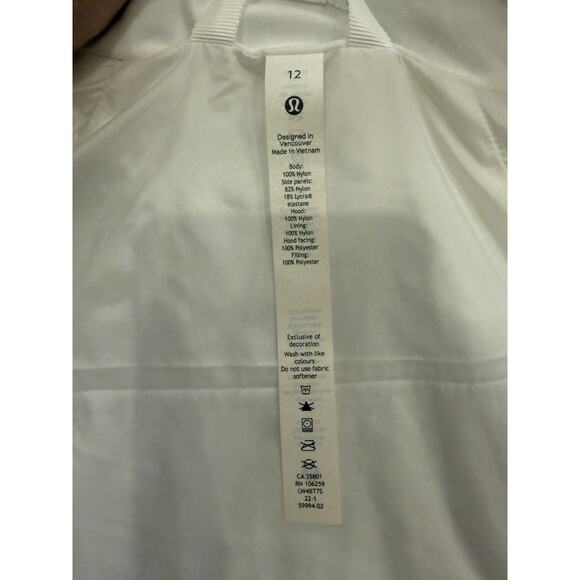 12
Designed in
Vancouver
Made in Vietnam
Body:
100% Nylon
Side panels:
82% Nylon
18% Lycra®
elastane
Hood:
100% Nylon
Lining:
100% Nylon
Hood facing:
100% Polyester
Filling:
100% Polyester
Exclusive of
decoration
Wash with like
colours
Do not use fabric
softener
CA 35801
RN 106259
LW4BT7S
22-1
59994-02